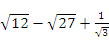 √12 − √27 + 1/√3